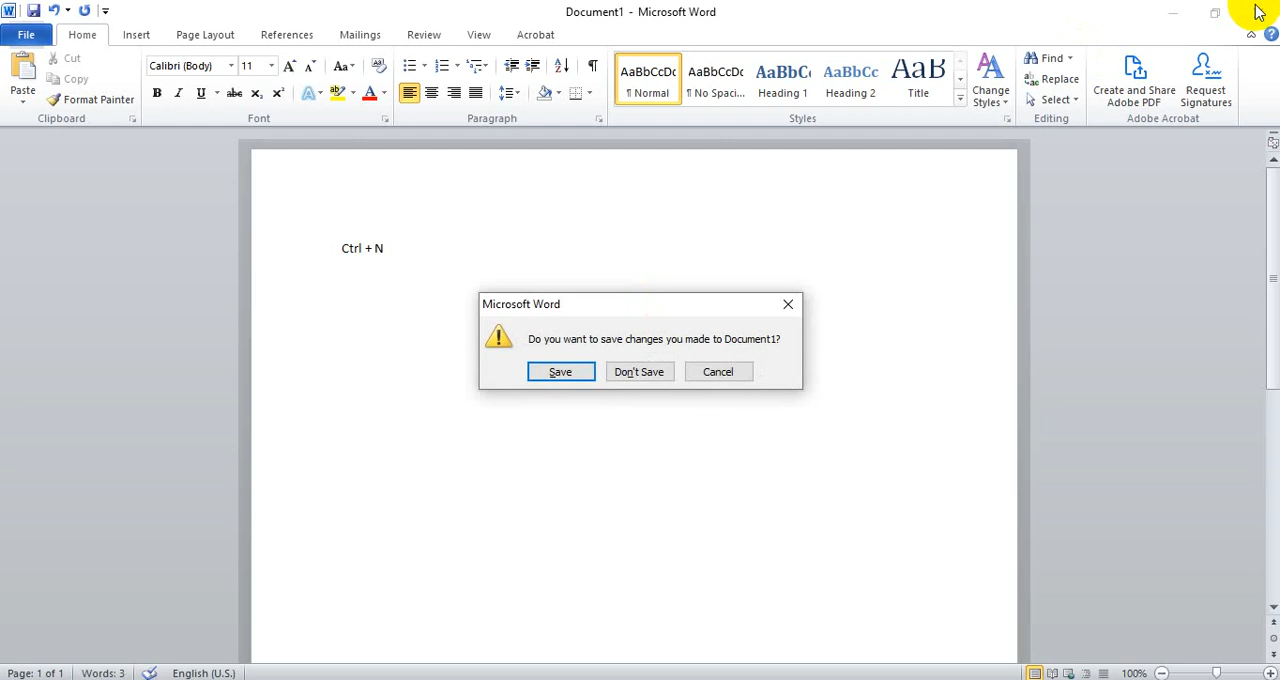 Document1 - Microsoft Word
File Home Insert Page Layout References Mailings Review View Acrobat
Paste
Cut
Copy
Format Painter
Clipboard
Calibri (Body) 11
Font
Paragraph
AaBbCcDc AaBbCcDc AaBbC AaBbCc AaB
¶ Normal ¶ No Spaci... Heading 1 Heading 2 Title
Change
Styles
Styles
Find
Replace
Select
Editing
Create and Share
Adobe PDF
Request
Signatures
Adobe Acrobat
Ctrl + N
Microsoft Word
Do you want to save changes you made to Document1?
Save Don't Save Cancel
Page: 1 of 1 Words: 3 English (U.S.) 100%